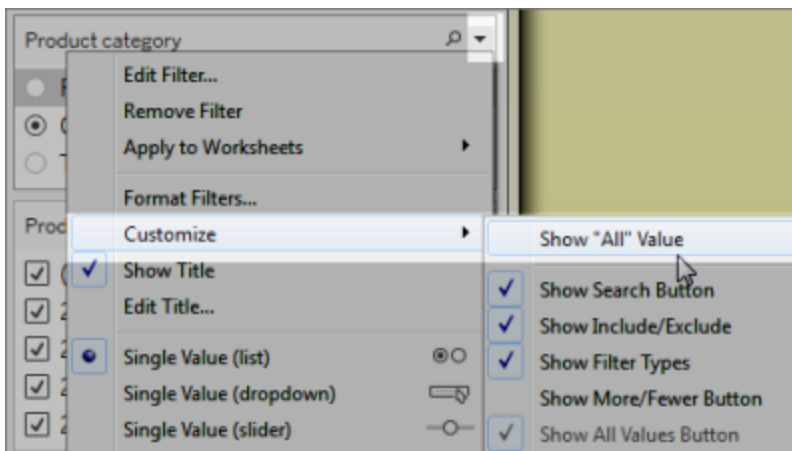 Product category
Edit Filter...
Remove Filter
Apply to Worksheets
Format Filters...
Customize
Show "All" Value
Show Title
Show Search Button
Edit Title...
Show Include/Exclude
Single Value (list)
Show Filter Types
Single Value (dropdown)
Show More/Fewer Button
Single Value (slider)
Show All Values Button